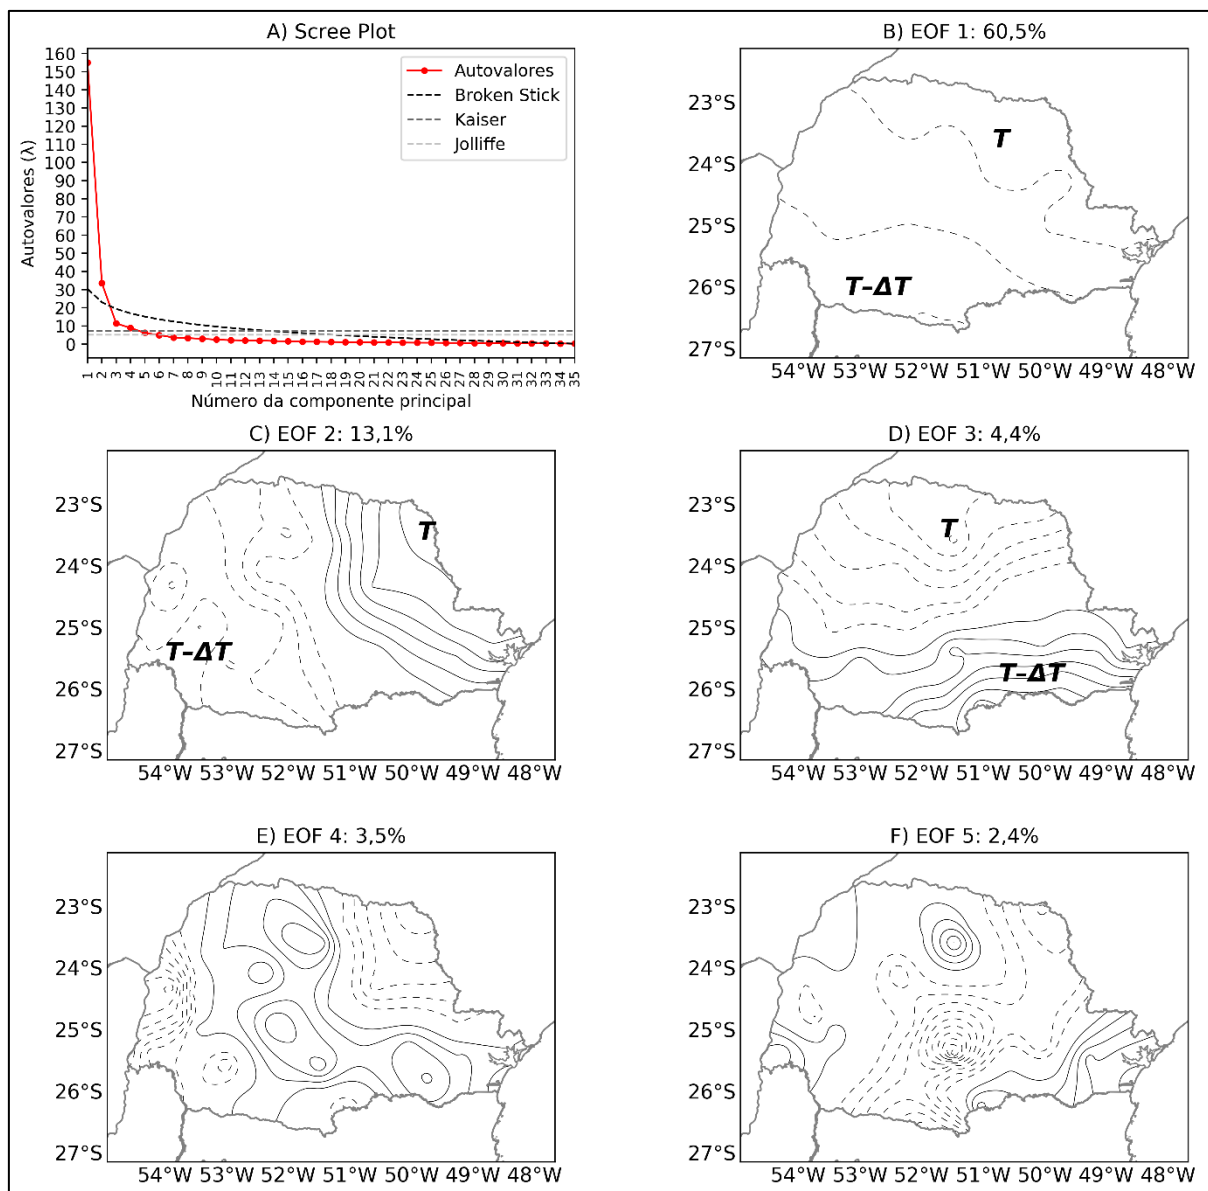 A) Scree Plot
Autovalores (λ)
160
150
140
130
120
110
100
90
80
70
60
50
40
30
20
10
0
Autovalores
Broken Stick
Kaiser
Jolliffe
1 2 3 4 5 6 7 8 9 10 11 12 13 14 15 16 17 18 19 20 21 22 23 24 25 26 27 28 29 30 31 32 33 34 35
Número da componente principal
B) EOF 1: 60,5%
23°S
24°S
25°S
26°S
27°S
T
T-ΔT
54°W 53°W 52°W 51°W 50°W 49°W 48°W
C) EOF 2: 13,1%
23°S
24°S
25°S
26°S
27°S
T
T-ΔT
54°W 53°W 52°W 51°W 50°W 49°W 48°W
D) EOF 3: 4,4%
23°S
24°S
25°S
26°S
27°S
T
T-ΔT
54°W 53°W 52°W 51°W 50°W 49°W 48°W
E) EOF 4: 3,5%
23°S
24°S
25°S
26°S
27°S
54°W 53°W 52°W 51°W 50°W 49°W 48°W
F) EOF 5: 2,4%
23°S
24°S
25°S
26°S
27°S
54°W 53°W 52°W 51°W 50°W 49°W 48°W